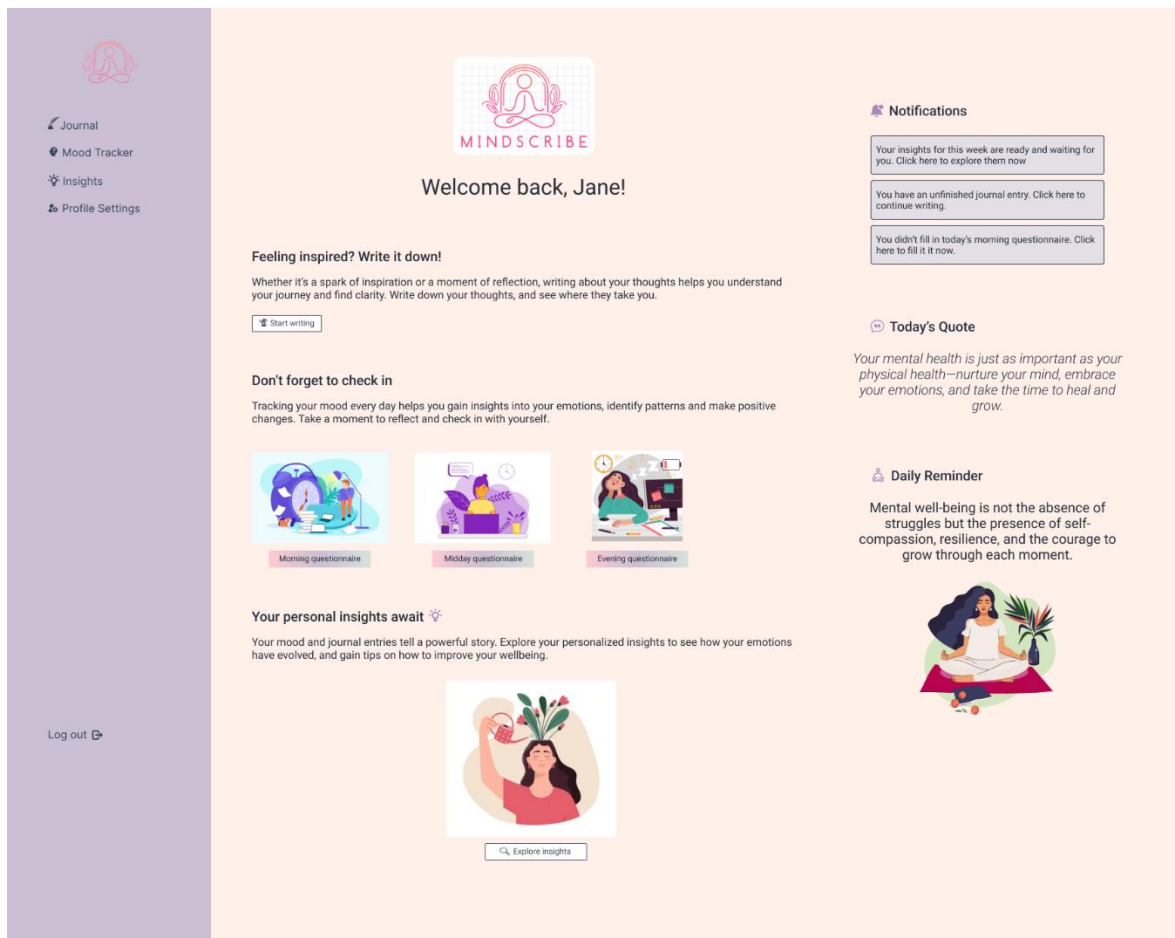 Journal
Mood Tracker
Insights
Profile Settings
Log out
MINDSCRIBE
Welcome back, Jane!
Feeling inspired? Write it down!
Whether it's a spark of inspiration or a moment of reflection, writing about your thoughts helps you understand
your journey and find clarity. Write down your thoughts, and see where they take you.
Start writing
Don't forget to check in
Tracking your mood every day helps you gain insights into your emotions, identify patterns and make positive
changes. Take a moment to reflect and check in with yourself.
Morning questionnaire
Midday questionnaire
Evening questionnaire
Your personal insights await
Your mood and journal entries tell a powerful story. Explore your personalized insights to see how your emotions
have evolved, and gain tips on how to improve your wellbeing.
Explore insights
Notifications
Your insights for this week are ready and waiting for
you. Click here to explore them now
You have an unfinished journal entry. Click here to
continue writing.
You didn't fill in today's morning questionnaire. Click
here to fill it it now.
Today's Quote
Your mental health is just as important as your
physical health—nurture your mind, embrace
your emotions, and take the time to heal and
grow.
Daily Reminder
Mental well-being is not the absence of
struggles but the presence of self-
compassion, resilience, and the courage to
grow through each moment.